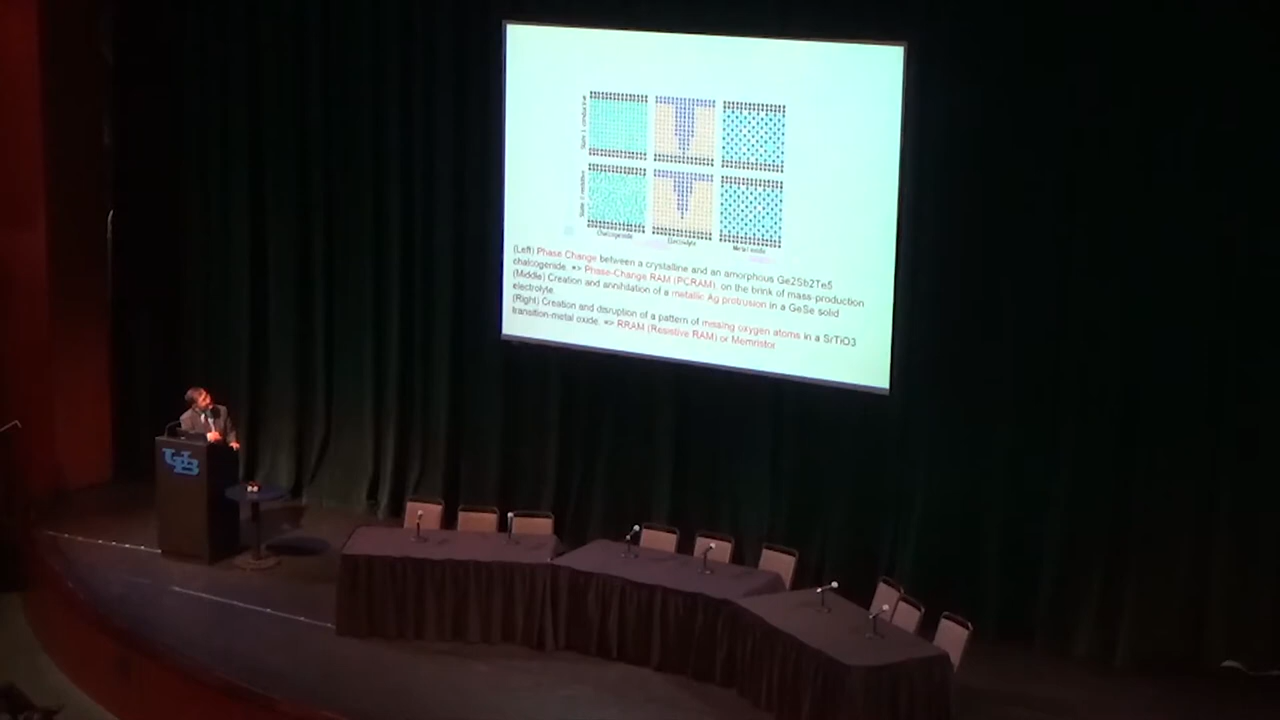 State 1: conductive
State 2: resistive
Chalcogenide
Electrolyte
Metal oxide
(Left) Phase Change between a crystalline and an amorphous Ge2Sb2Te5
chalcogenide. => Phase-Change RAM (PCRAM), on the brink of mass-production
(Middle) Creation and annihilation of a metallic Ag protrusion in a GeSe solid
electrolyte.
(Right) Creation and disruption of a pattern of missing oxygen atoms in a SrTiO3
transition-metal oxide. => RRAM (Resistive RAM) or Memristor
UB